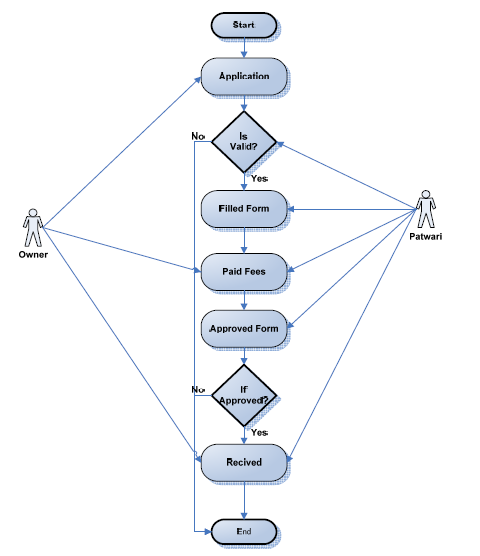 Start
Application
No
Is
Valid?
Yes
Filled Form
Owner
Patwari
Paid Fees
Approved Form
No
If
Approved?
Yes
Recived
End